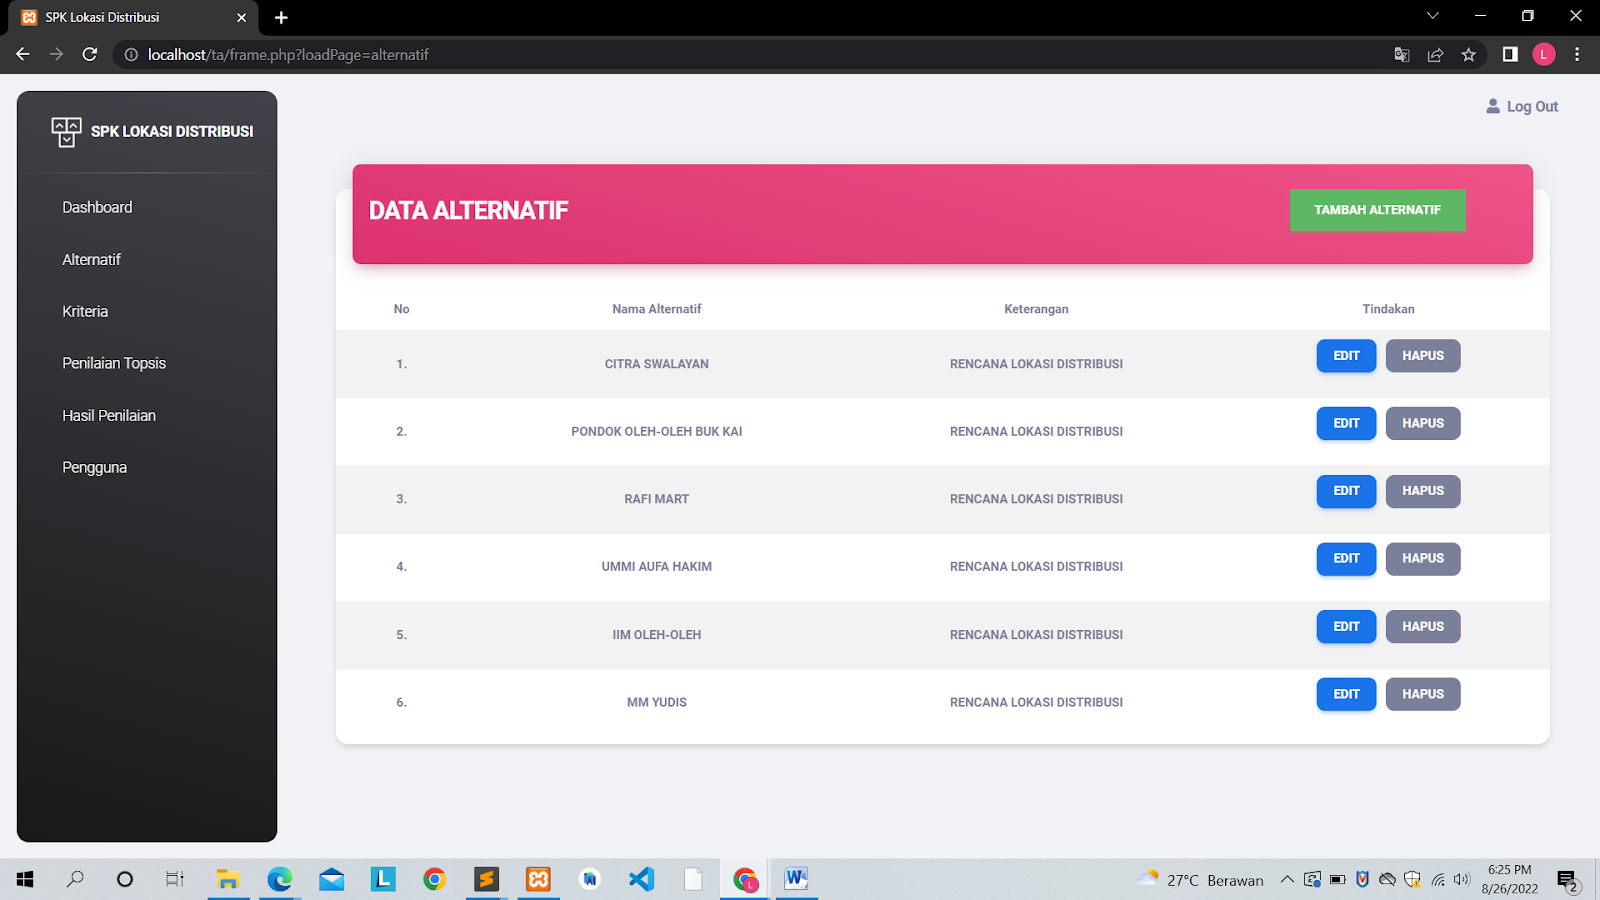 SPK Lokasi Distribusi
localhost/ta/frame.php?loadPage=alternatif
L
SPK LOKASI DISTRIBUSI
Log Out
Dashboard
Alternatif
Kriteria
Penilaian Topsis
Hasil Penilaian
Pengguna
DATA ALTERNATIF
TAMBAH ALTERNATIF
No Nama Alternatif Keterangan Tindakan
1. CITRA SWALAYAN RENCANA LOKASI DISTRIBUSI EDIT HAPUS
2. PONDOK OLEH-OLEH BUK KAI RENCANA LOKASI DISTRIBUSI EDIT HAPUS
3. RAFI MART RENCANA LOKASI DISTRIBUSI EDIT HAPUS
4. UMMI AUFA HAKIM RENCANA LOKASI DISTRIBUSI EDIT HAPUS
5. IIM OLEH-OLEH RENCANA LOKASI DISTRIBUSI EDIT HAPUS
6. MM YUDIS RENCANA LOKASI DISTRIBUSI EDIT HAPUS
27°C Berawan
6:25 PM
8/26/2022
2